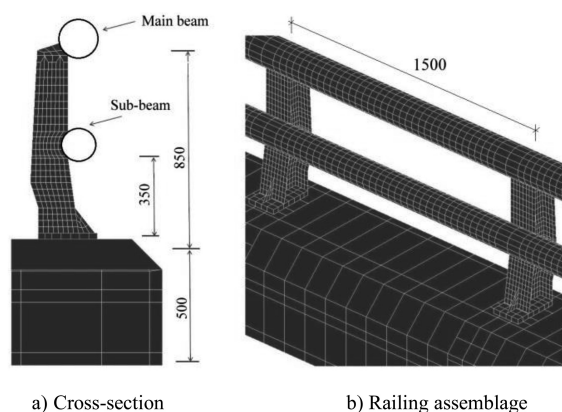 Main beam
Sub-beam
350
850
500
1500
a) Cross-section
b) Railing assemblage